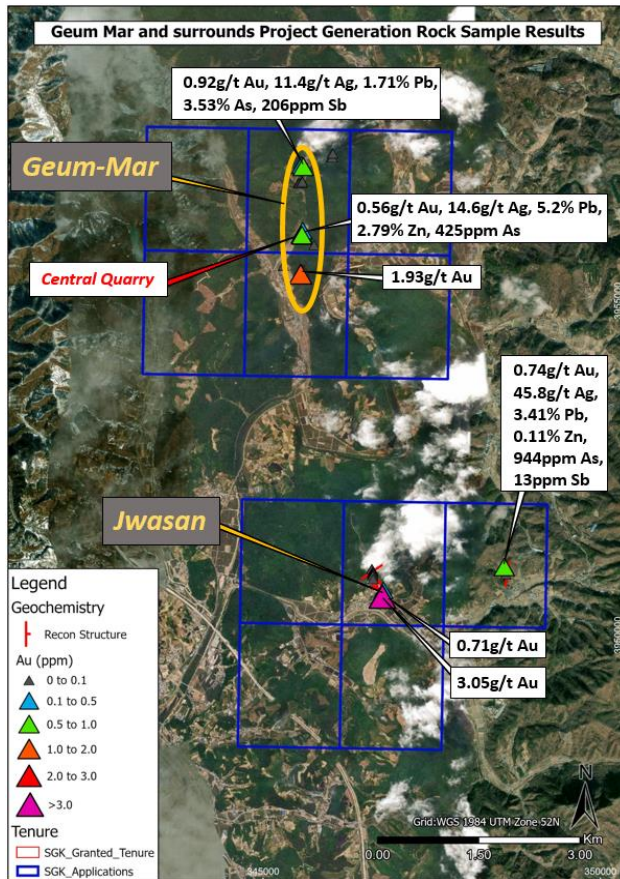 Geum Mar and surrounds Project Generation Rock Sample Results
0.92g/t Au, 11.4g/t Ag, 1.71% Pb,
3.53% As, 206ppm Sb
Geum-Mar
0.56g/t Au, 14.6g/t Ag, 5.2% Pb,
2.79% Zn, 425ppm As
Central Quarry
1.93g/t Au
3955000
0.74g/t Au,
45.8g/t Ag,
3.41% Pb,
0.11% Zn,
944ppm As,
13ppm Sb
Jwasan
0.71g/t Au
3.05g/t Au
3950000
Legend
Geochemistry
Recon Structure
Au (ppm)
0 to 0.1
0.1 to 0.5
0.5 to 1.0
1.0 to 2.0
2.0 to 3.0
>3.0
Tenure
SGK_Granted_Tenure
SGK_Applications
N
Grid:WGS 1984 UTM Zone 52N
Km
0.00 1.50 3.00
345000
350000